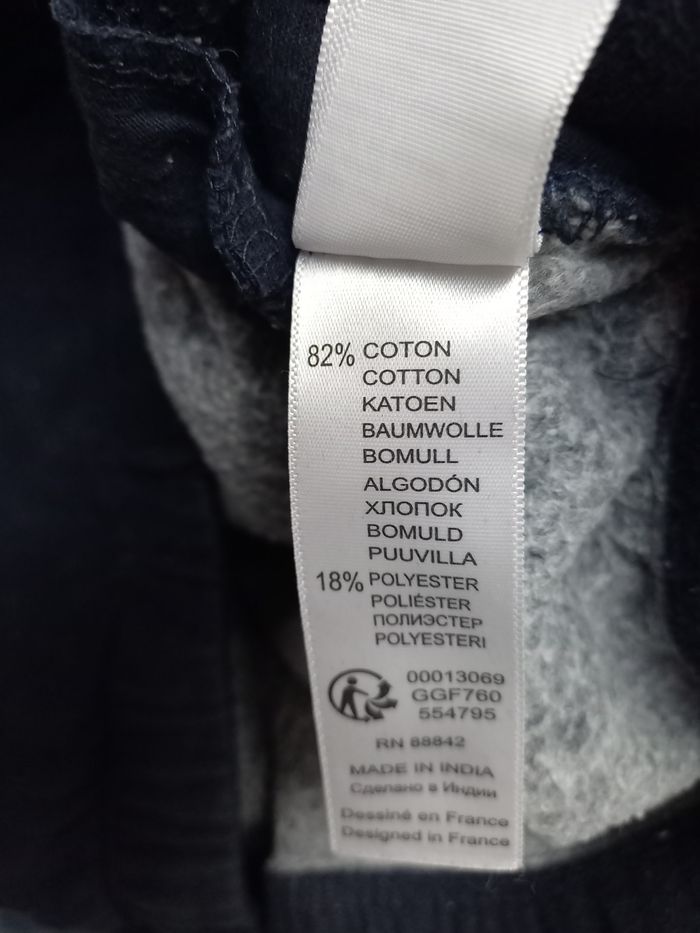 82% COTON
COTTON
KATOEN
BAUMWOLLE
BOMULL
ALGODÓN
ХЛОПОК
BOMULD
PUUVILLA
18% POLYESTER
POLIÉSTER
ПОЛИЭСТЕР
POLYESTERI
00013069
GGF760
554795
RN 88842
MADE IN INDIA
Сделано в Индии
Dessiné en France
Designed in France